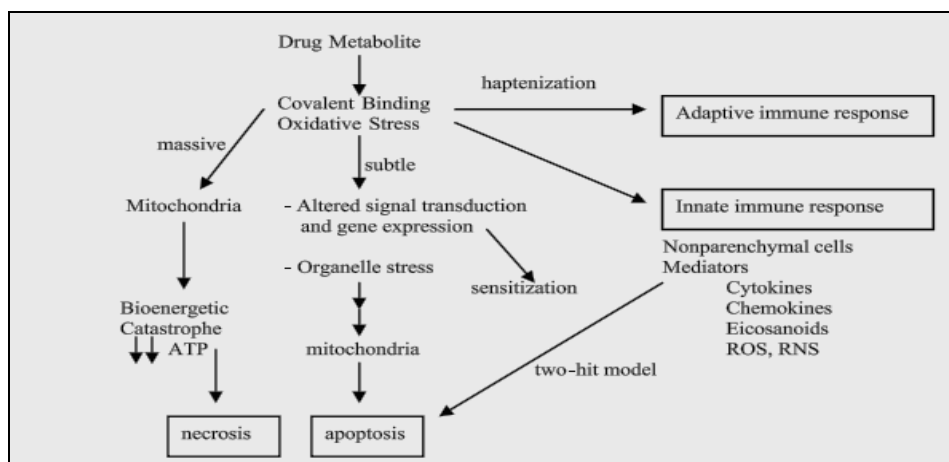 Drug Metabolite
haptenization
Covalent Binding
Oxidative Stress
Adaptive immune response
massive
subtle
Mitochondria
- Altered signal transduction
and gene expression
Innate immune response
Nonparenchymal cells
Mediators
Cytokines
Chemokines
Eicosanoids
ROS, RNS
- Organelle stress
sensitization
Bioenergetic
Catastrophe
ATP
mitochondria
two-hit model
necrosis
apoptosis